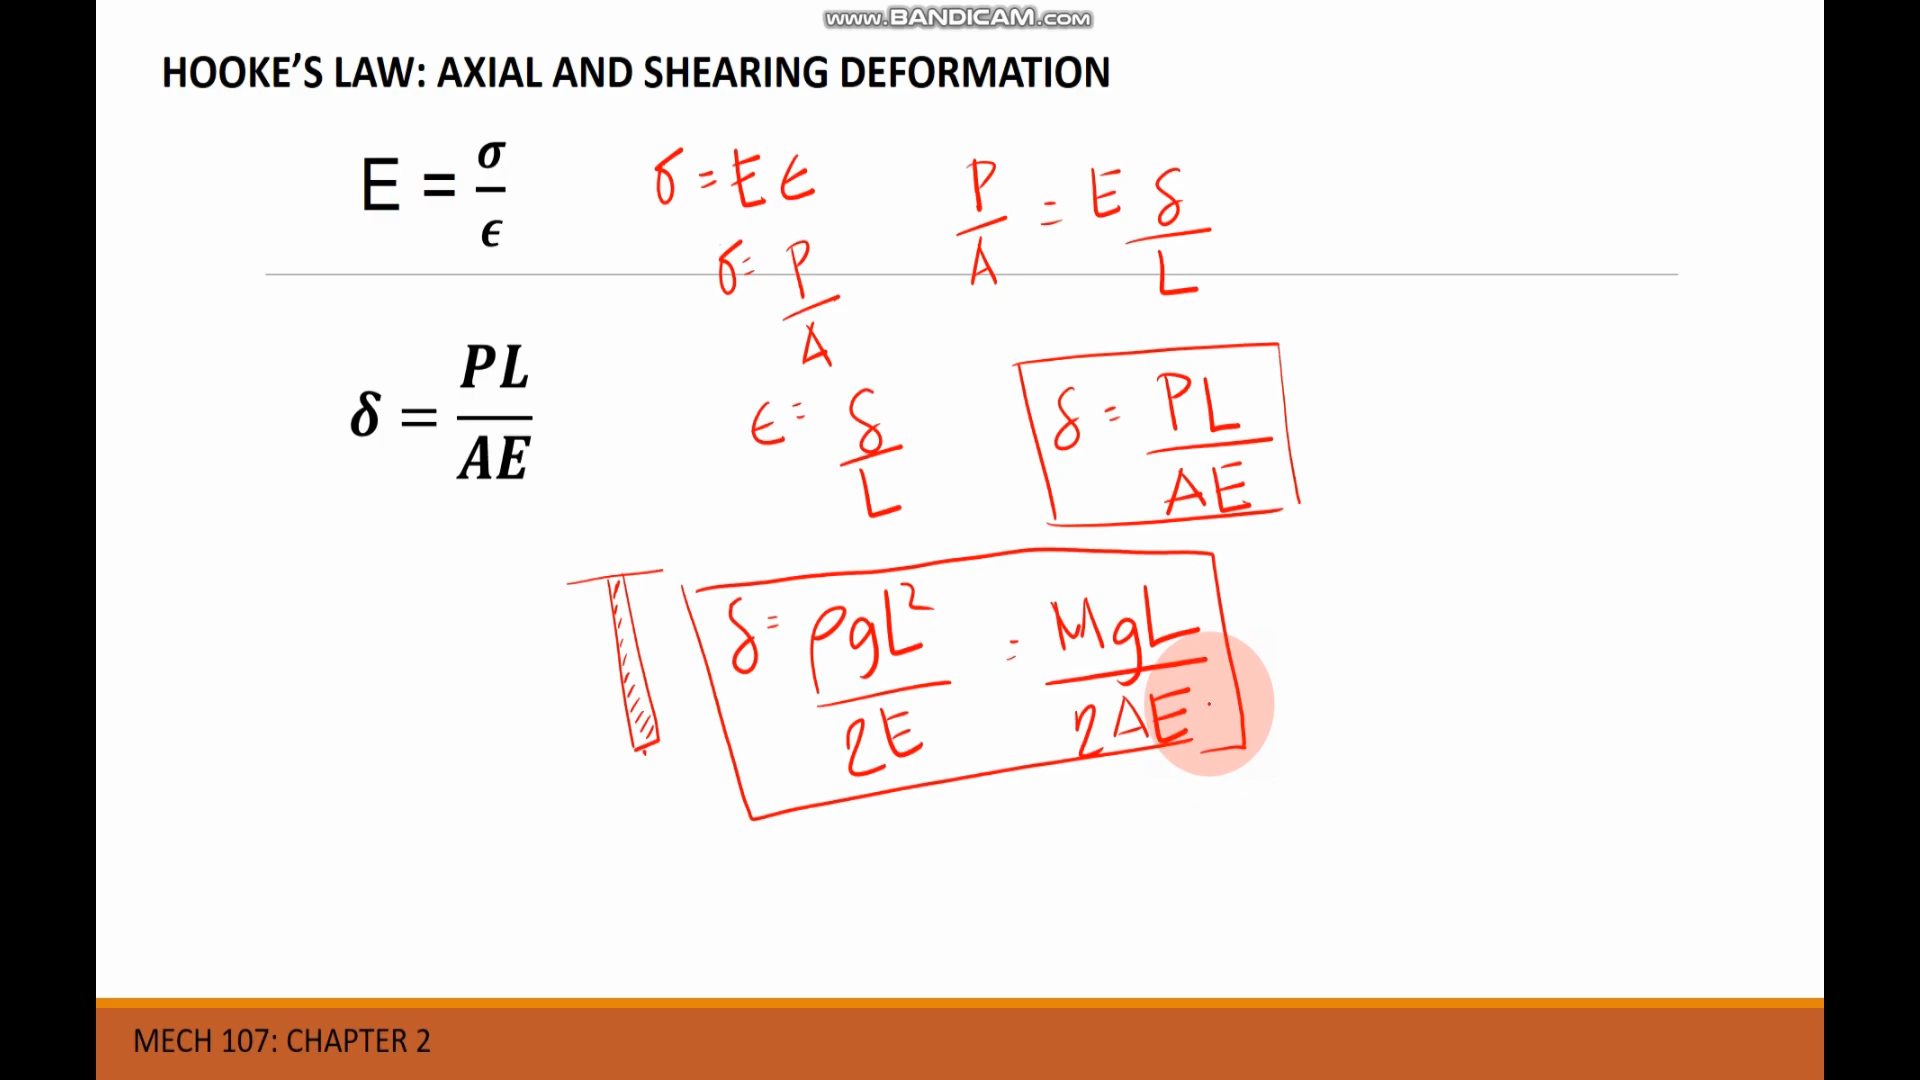 www.BANDICAM.com
HOOKE'S LAW: AXIAL AND SHEARING DEFORMATION
E = σ/ϵ
σ = E ϵ
P/A = E δ/L
σ = P/A
δ = PL/AE
ϵ = δ/L
δ = PL/AE
δ = ρgL²/2E = MgL/2AE
MECH 107: CHAPTER 2